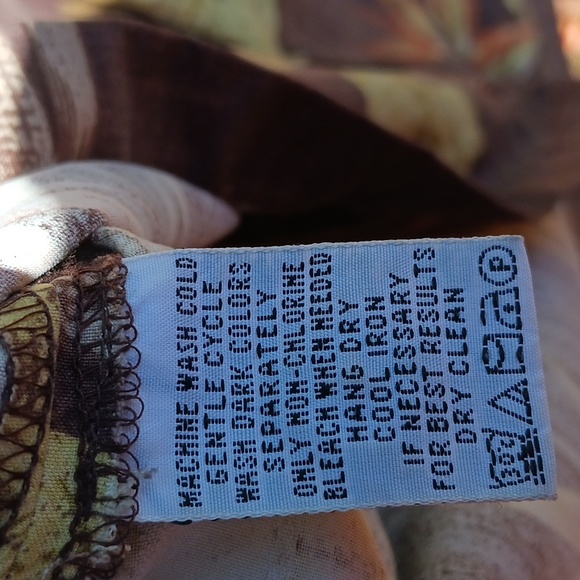 MACHINE WASH COLD
GENTLE CYCLE
WASH DARK COLORS
SEPARATELY
ONLY NON-CHLORINE
BLEACH WHEN NEEDED
HANG DRY
COOL IRON
IF NECESSARY
FOR BEST RESULTS
DRY CLEAN
P